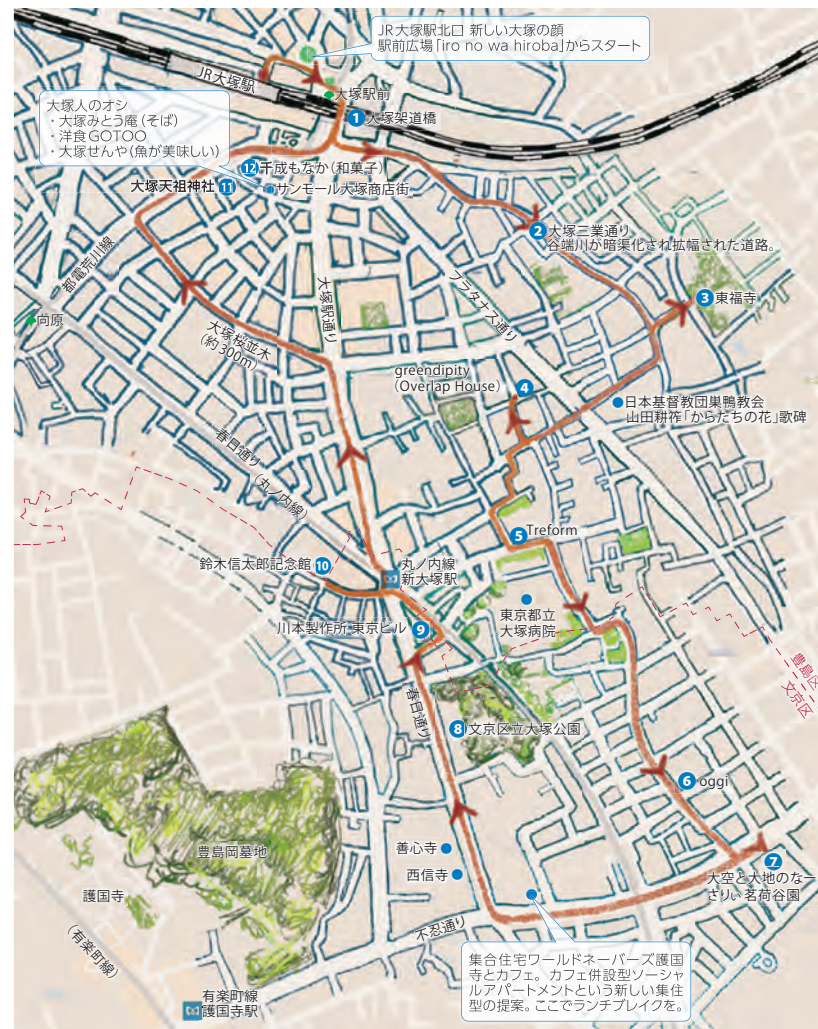 JR大塚駅北口 新しい大塚の顔
駅前広場「iro no wa hiroba」からスタート
JR大塚駅
大塚駅前
1 大塚架道橋
大塚人のオシ
・大塚みとう庵(そば)
・洋食GOTOO
・大塚せんや(魚が美味しい)
12 千成もなか(和菓子)
大塚天祖神社 11
サンモール大塚商店街
2 大塚三業通り
谷端川が暗渠化され拡幅された道路。
都電荒川線
向原
大塚駅通り
プラタナス通り
3 東福寺
大塚桜並木
(約300m)
greendipity
(Overlap House)
4
日本基督教団巣鴨教会
山田耕筰「からたちの花」歌碑
春日通り(丸ノ内線)
5 Treform
鈴木信太郎記念館 10
丸ノ内線
新大塚駅
東京都立
大塚病院
川本製作所 東京ビル 9
豊島区
文京区
春日通り
8 文京区立大塚公園
6 oggi
善心寺
西信寺
7
大空と大地のなー
さりぃ 茗荷谷園
豊島岡墓地
護国寺
不忍通り
(有楽町線)
集合住宅ワールドネーバーズ護国
寺とカフェ。カフェ併設型ソーシャ
ルアパートメントという新しい集住
型の提案。ここでランチブレイクを。
有楽町線
護国寺駅